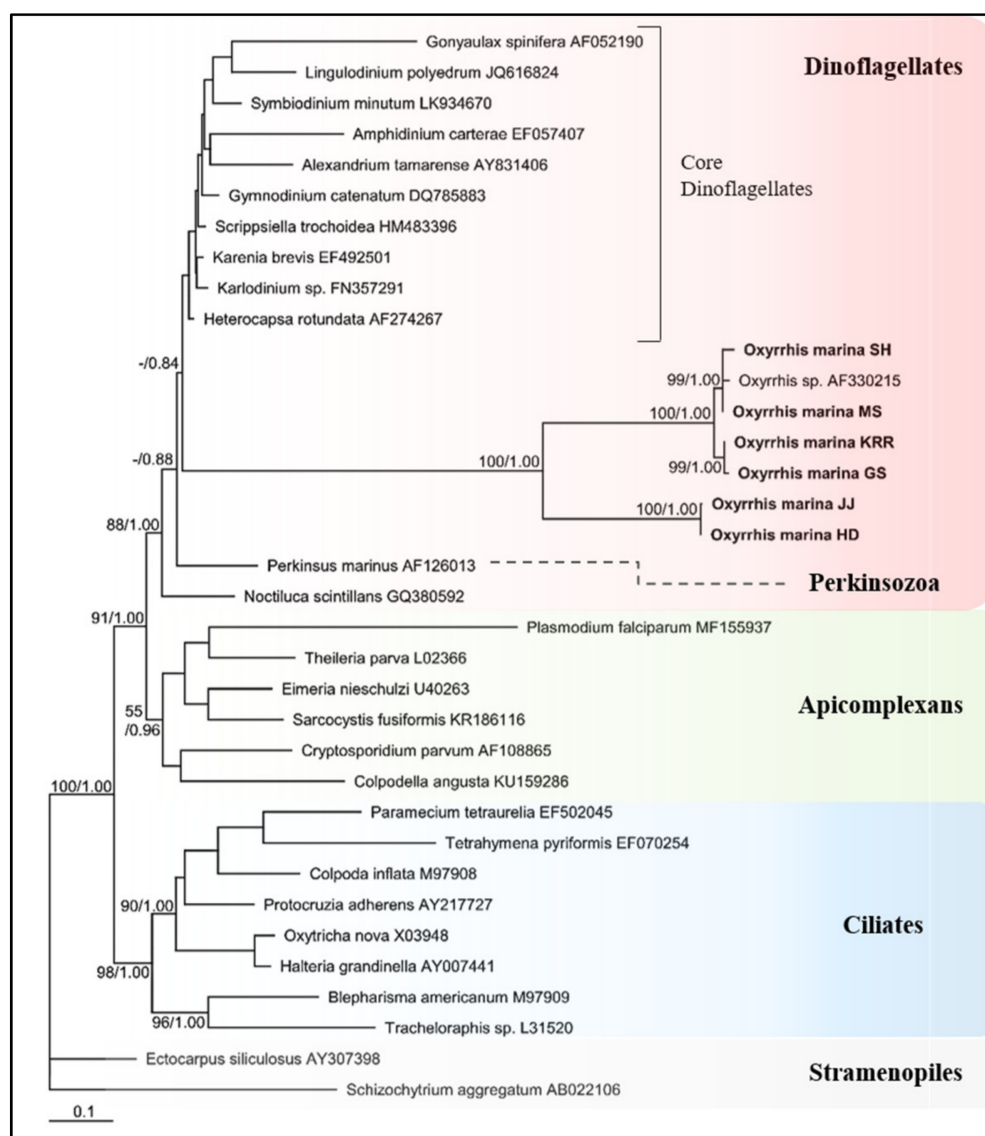 Gonyaulax spinifera AF052190
Dinoflagellates
Lingulodinium polyedrum JQ616824
Symbiodinium minutum LK934670
Amphidinium carterae EF057407
Core
Dinoflagellates
Alexandrium tamarense AY831406
Gymnodinium catenatum DQ785883
Scrippsiella trochoidea HM483396
Karenia brevis EF492501
Karlodinium sp. FN357291
Heterocapsa rotundata AF274267
-/0.84
Oxyrrhis marina SH
99/1.00
Oxyrrhis sp. AF330215
100/1.00
Oxyrrhis marina MS
Oxyrrhis marina KRR
-/0.88
100/1.00
99/1.00
Oxyrrhis marina GS
100/1.00
Oxyrrhis marina JJ
88/1.00
Oxyrrhis marina HD
Perkinsus marinus AF126013
Perkinsozoa
Noctiluca scintillans GQ380592
91/1.00
Plasmodium falciparum MF155937
Theileria parva L02366
Eimeria nieschulzi U40263
Apicomplexans
55
/0.96
Sarcocystis fusiformis KR186116
Cryptosporidium parvum AF108865
Colpodella angusta KU159286
100/1.00
Paramecium tetraurelia EF502045
Tetrahymena pyriformis EF070254
Colpoda inflata M97908
90/1.00
Protocruzia adherens AY217727
Ciliates
Oxytricha nova X03948
Halteria grandinella AY007441
98/1.00
Blepharisma americanum M97909
96/1.00
Tracheloraphis sp. L31520
Ectocarpus siliculosus AY307398
Stramenopiles
Schizochytrium aggregatum AB022106
0.1